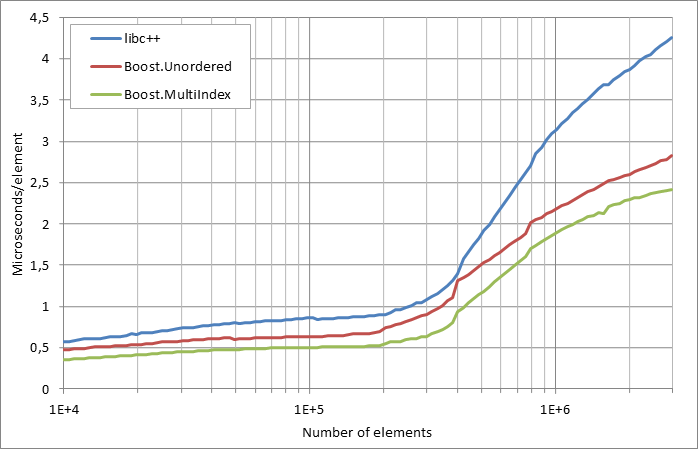 4,5
4
3,5
3
2,5
2
1,5
1
0,5
0
Microseconds/element
libc++
Boost.Unordered
Boost.MultiIndex
1E+4
1E+5
1E+6
Number of elements